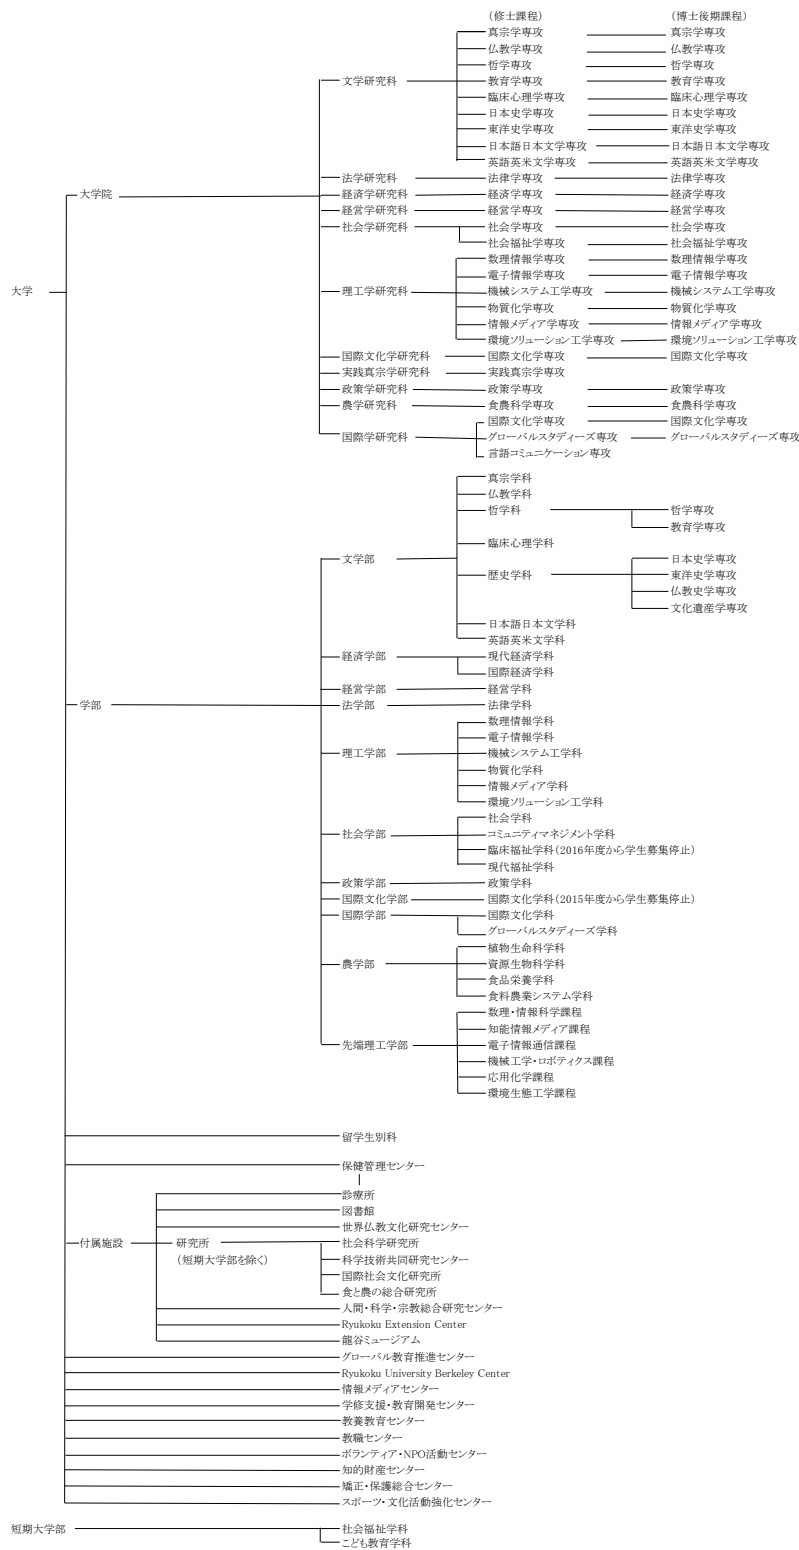 （修士課程） （博士後期課程）
真宗学専攻 真宗学専攻
仏教学専攻 仏教学専攻
哲学専攻 哲学専攻
文学研究科 教育学専攻 教育学専攻
臨床心理学専攻 臨床心理学専攻
日本史学専攻 日本史学専攻
東洋史学専攻 東洋史学専攻
日本語日本文学専攻 日本語日本文学専攻
英語英米文学専攻 英語英米文学専攻
法学研究科 法律学専攻 法律学専攻
大学院 経済学研究科 経済学専攻 経済学専攻
経営学研究科 経営学専攻 経営学専攻
社会学研究科 社会学専攻 社会学専攻
社会福祉学専攻 社会福祉学専攻
数理情報学専攻 数理情報学専攻
電子情報学専攻 電子情報学専攻
大学 理工学研究科 機械システム工学専攻 機械システム工学専攻
物質化学専攻 物質化学専攻
情報メディア学専攻 情報メディア学専攻
環境ソリューション工学専攻 環境ソリューション工学専攻
国際文化学研究科 国際文化学専攻 国際文化学専攻
実践真宗学研究科 実践真宗学専攻
政策学研究科 政策学専攻 政策学専攻
農学研究科 食農科学専攻 食農科学専攻
国際文化学専攻 国際文化学専攻
国際学研究科 グローバルスタディーズ専攻 グローバルスタディーズ専攻
言語コミュニケーション専攻
真宗学科
仏教学科
哲学科 哲学専攻
教育学専攻
臨床心理学科
文学部 日本史学専攻
歴史学科 東洋史学専攻
仏教史学専攻
文化遺産学専攻
日本語日本文学科
英語英米文学科
経済学部 現代経済学科
国際経済学科
経営学部 経営学科
学部 法学部 法律学科
数理情報学科
電子情報学科
理工学部 機械システム工学科
物質化学科
情報メディア学科
環境ソリューション工学科
社会学科
社会学部 コミュニティマネジメント学科
臨床福祉学科（2016年度から学生募集停止）
現代福祉学科
政策学部 政策学科
国際文化学部 国際文化学科（2015年度から学生募集停止）
国際学部 国際文化学科
グローバルスタディーズ学科
植物生命科学科
農学部 資源生物科学科
食品栄養学科
食料農業システム学科
数理・情報科学課程
知能情報メディア課程
先端理工学部 電子情報通信課程
機械工学・ロボティクス課程
応用化学課程
環境生態工学課程
留学生別科
保健管理センター
診療所
図書館
世界仏教文化研究センター
付属施設 研究所 社会科学研究所
（短期大学部を除く） 科学技術共同研究センター
国際社会文化研究所
食と農の総合研究所
人間・科学・宗教総合研究センター
Ryukoku Extension Center
龍谷ミュージアム
グローバル教育推進センター
Ryukoku University Berkeley Center
情報メディアセンター
学修支援・教育開発センター
教養教育センター
教職センター
ボランティア・NPO活動センター
知的財産センター
矯正・保護総合センター
スポーツ・文化活動強化センター
短期大学部 社会福祉学科
こども教育学科